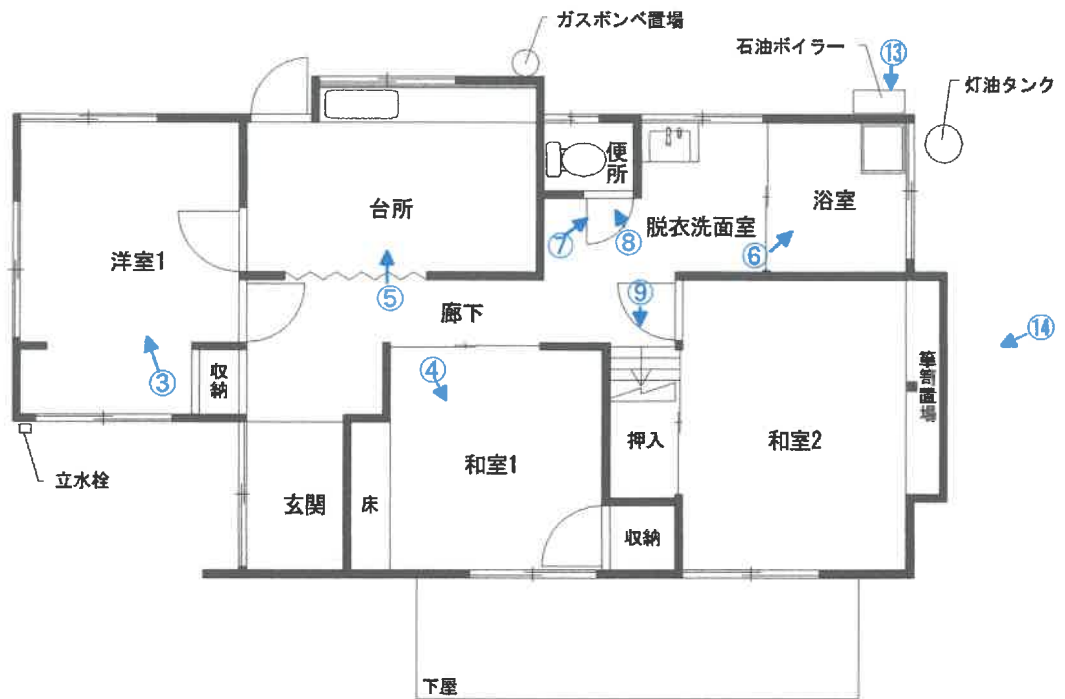 ガスボンベ置場
石油ボイラー
⑬
灯油タンク
便所
台所
浴室
脱衣洗面室
⑦
⑧
⑥
洋室1
⑤
⑨
廊下
⑭
③
収納
④
箪笥置場
押入
和室2
和室1
立水栓
玄関
床
収納
下屋